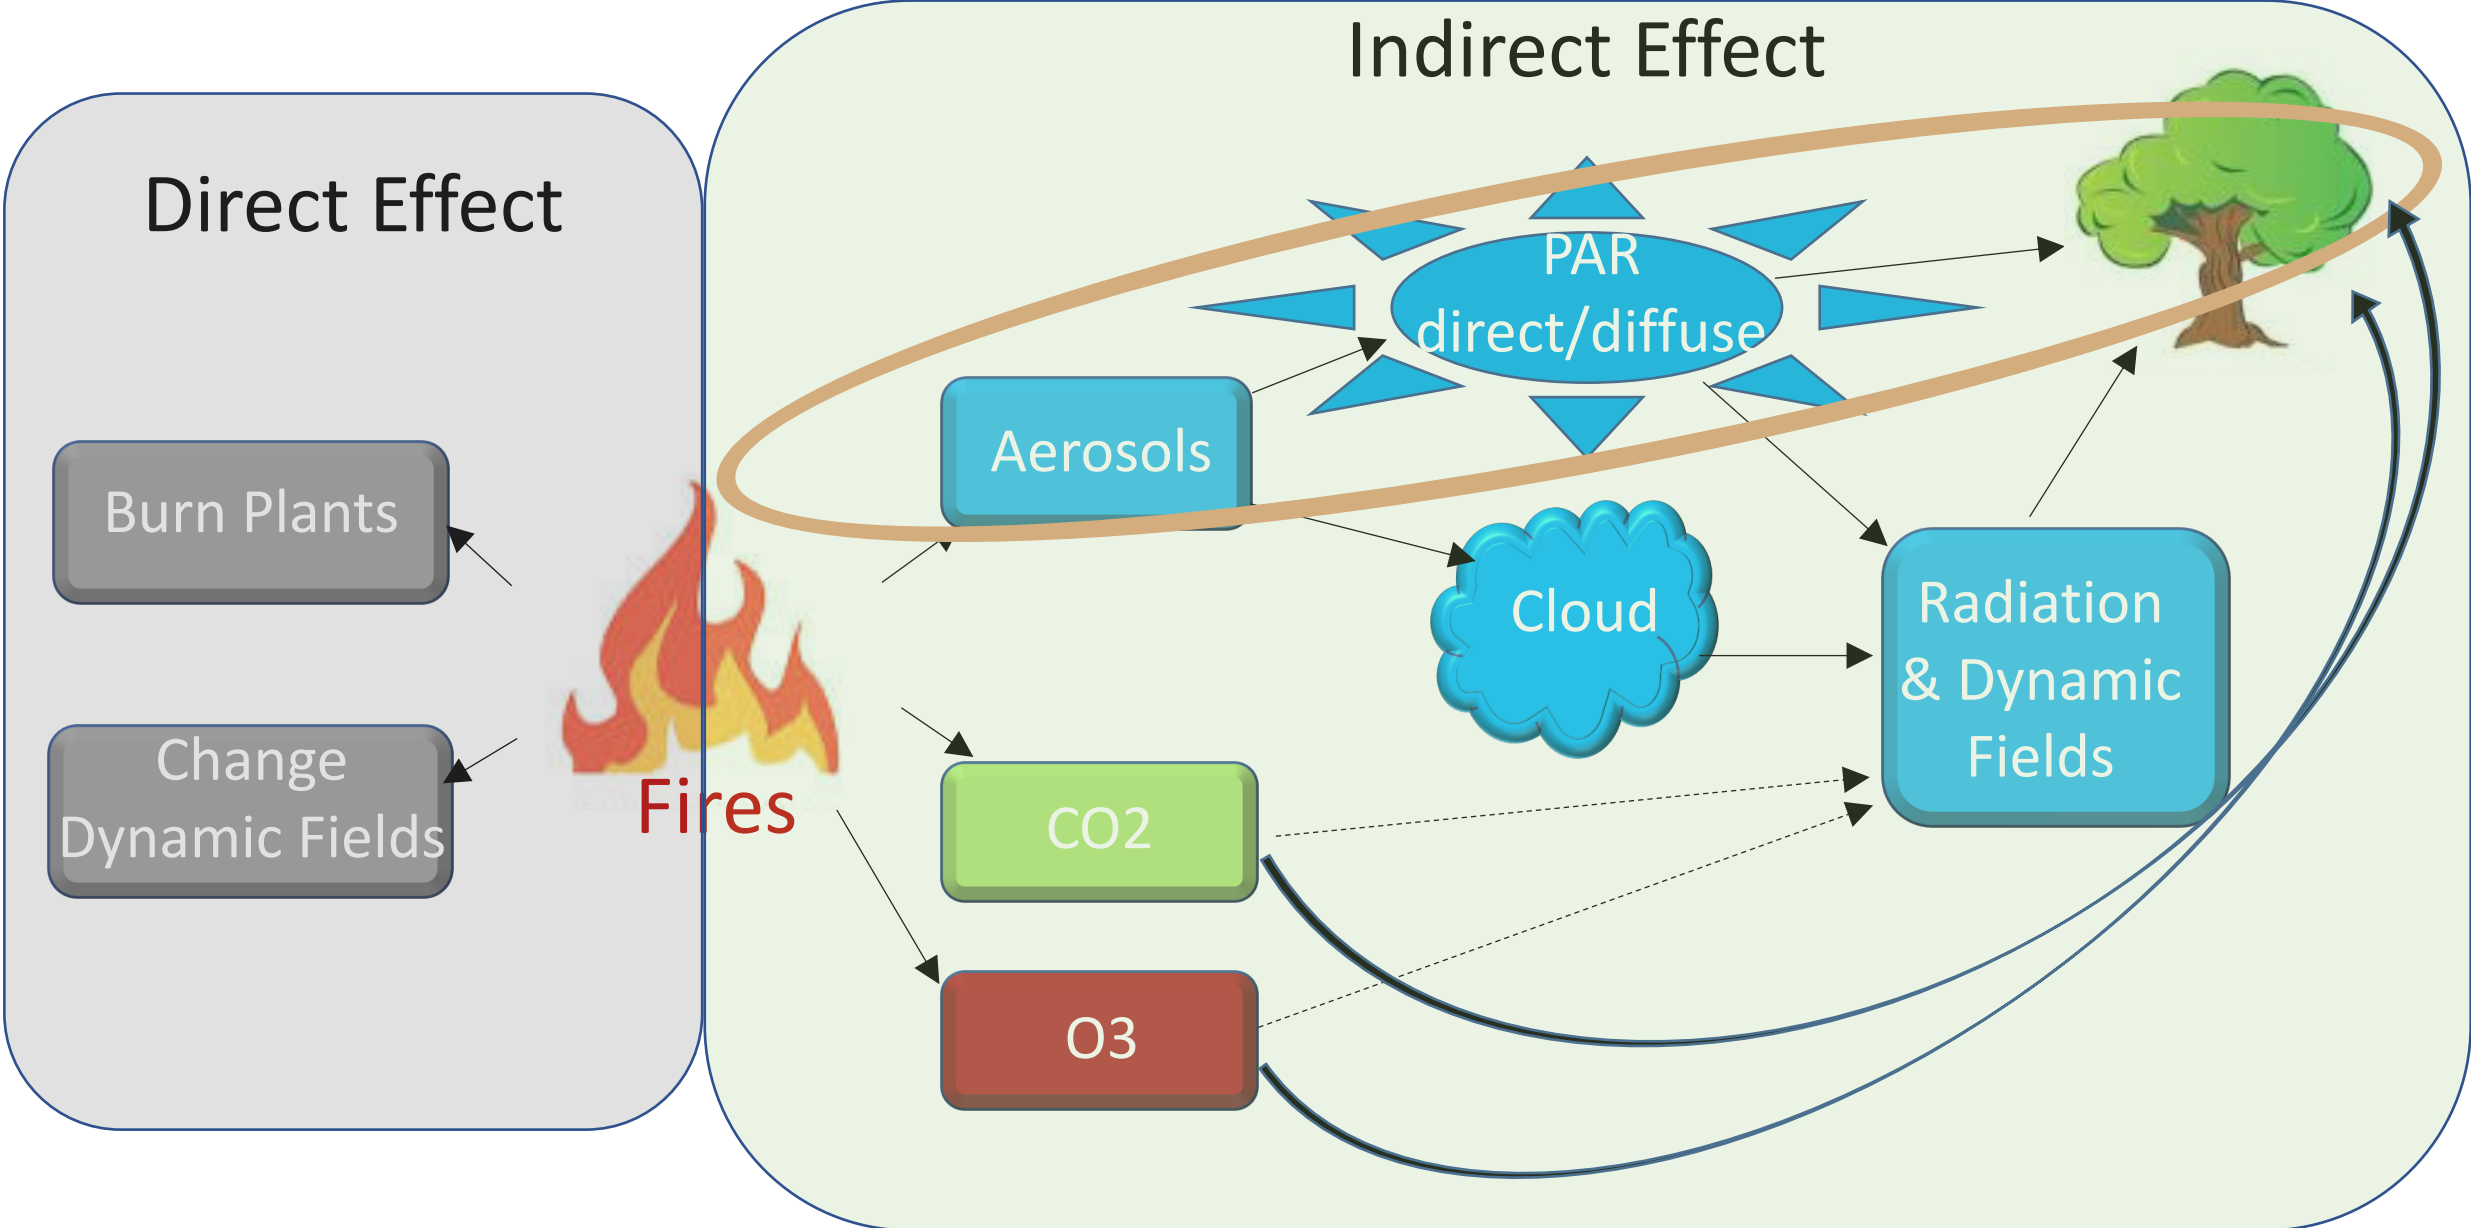 Indirect Effect
Direct Effect
PAR
direct/diffuse
Aerosols
Burn Plants
Cloud
Radiation
& Dynamic
Fields
Change
Dynamic Fields
Fires
CO2
O3